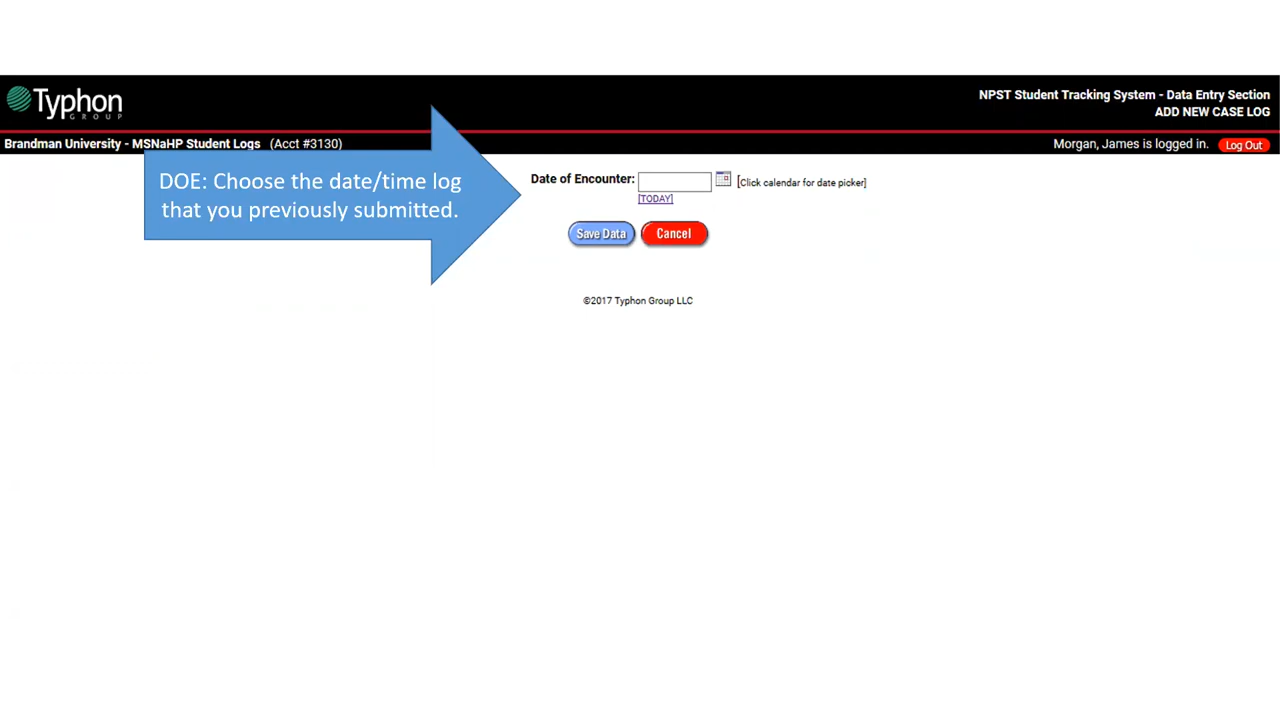 Typhon
GROUP
NPST Student Tracking System - Data Entry Section
ADD NEW CASE LOG
Brandman University - MSNaHP Student Logs (Acct #3130)
Morgan, James is logged in. Log Out
DOE: Choose the date/time log
that you previously submitted.
Date of Encounter: [Click calendar for date picker]
[TODAY]
Save Data Cancel
©2017 Typhon Group LLC